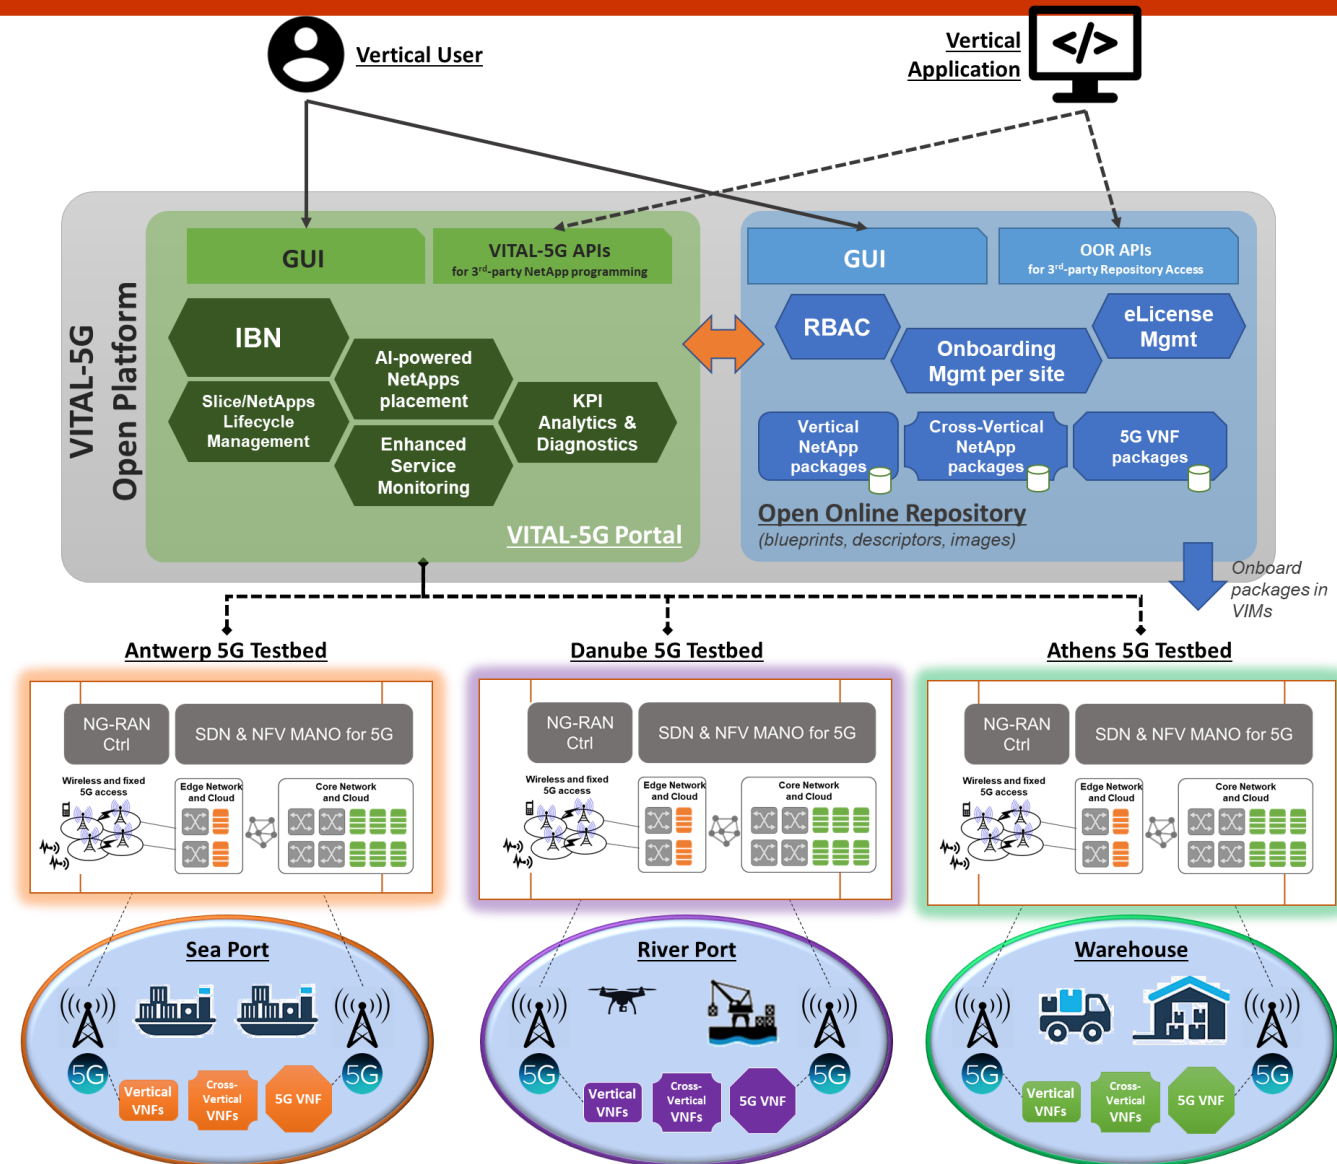 Vertical User
Vertical
Application
</>
VITAL-5G
Open Platform
GUI
VITAL-5G APIs
for 3rd-party NetApp programming
GUI
OOR APIs
for 3rd-party Repository Access
IBN
AI-powered
NetApps
placement
Slice/NetApps
Lifecycle
Management
KPI
Analytics &
Diagnostics
Enhanced
Service
Monitoring
VITAL-5G Portal
RBAC
Onboarding
Mgmt per site
eLicense
Mgmt
Vertical
NetApp
packages
Cross-Vertical
NetApp
packages
5G VNF
packages
Open Online Repository
(blueprints, descriptors, images)
Onboard
packages in
VIMs
Antwerp 5G Testbed
NG-RAN
Ctrl
SDN & NFV MANO for 5G
Wireless and fixed
5G access
Edge Network
and Cloud
Core Network
and Cloud
Danube 5G Testbed
NG-RAN
Ctrl
SDN & NFV MANO for 5G
Wireless and fixed
5G access
Edge Network
and Cloud
Core Network
and Cloud
Athens 5G Testbed
NG-RAN
Ctrl
SDN & NFV MANO for 5G
Wireless and fixed
5G access
Edge Network
and Cloud
Core Network
and Cloud
Sea Port
5G
Vertical
VNFs
Cross-
Vertical
VNFs
5G VNF
5G
River Port
5G
Vertical
VNFs
Cross-
Vertical
VNFs
5G VNF
5G
Warehouse
5G
Vertical
VNFs
Cross-
Vertical
VNFs
5G VNF
5G